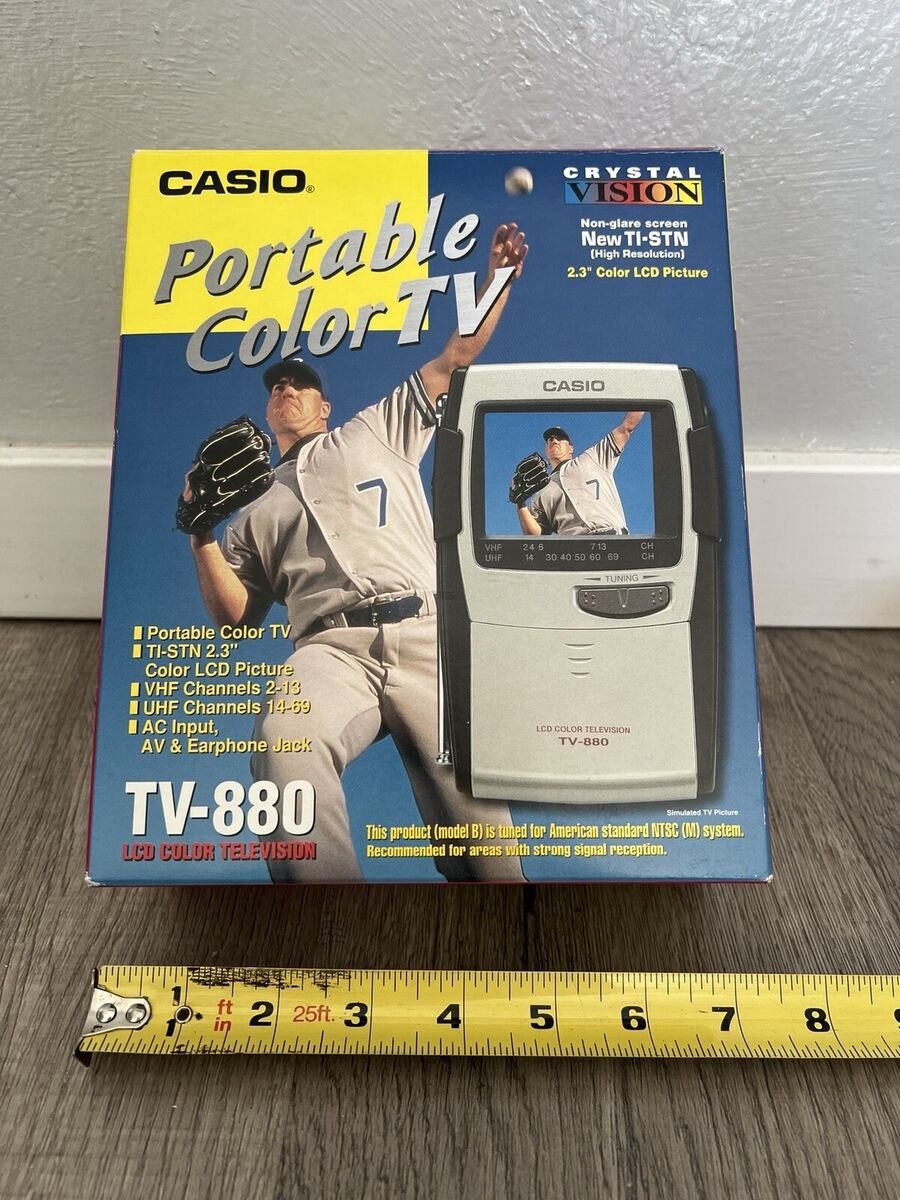 CASIO®
CRYSTAL
VISION
Portable
Color TV
Non-glare screen
New TI-STN
(High Resolution)
2.3" Color LCD Picture
CASIO
7
7
VHF 2 4 6 7 13 CH
UHF 14 30 40 50 60 69 CH
TUNING
Portable Color TV
TI-STN 2.3"
Color LCD Picture
VHF Channels 2-13
UHF Channels 14-69
AC Input,
AV & Earphone Jack
LCD COLOR TELEVISION
TV-880
Simulated TV Picture
TV-880
LCD COLOR TELEVISION
This product (model B) is tuned for American standard NTSC (M) system.
Recommended for areas with strong signal reception.
1 ft 2 25ft. 3 4 5 6 7 8
1 in